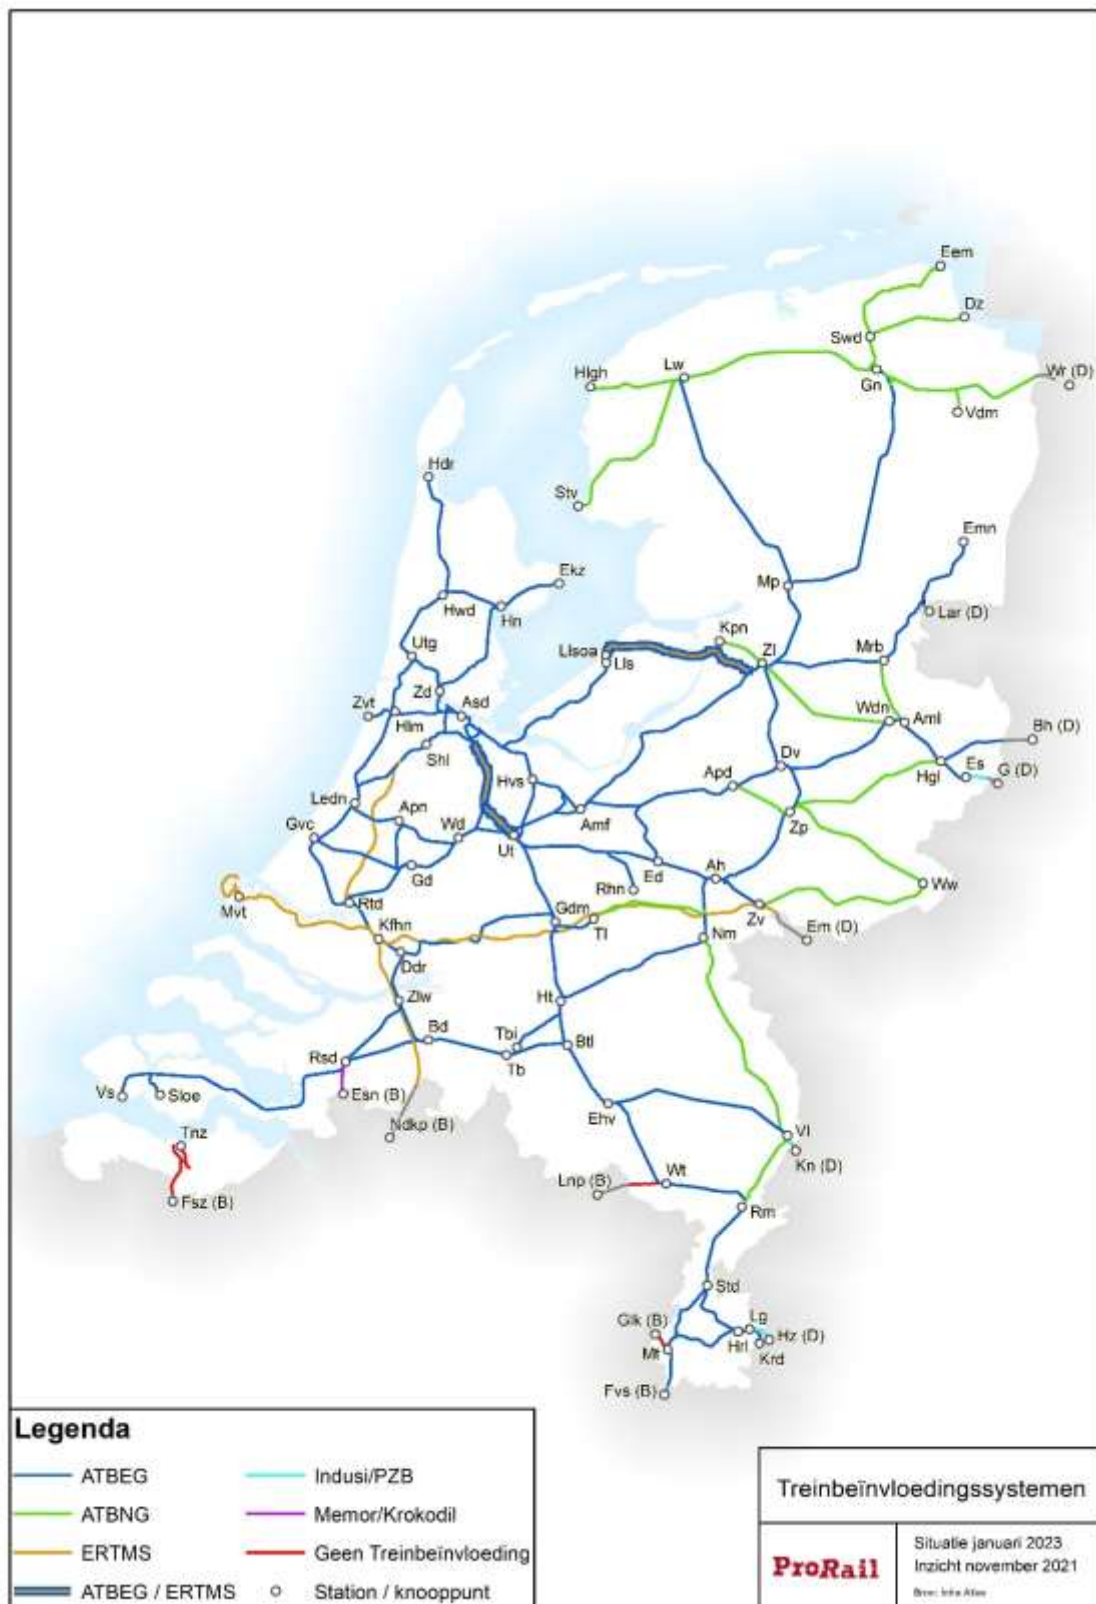 Eem
Dz
Swd
Hlgh
Lw
Gn
Wr (D)
Vdm
Hdr
Stv
Emn
Ekz
Mp
Hwd
Hn
Lar (D)
Kpn
Utg
Llsoa
Lls
Zl
Mrb
Zd
Zvt
Asd
Hlm
Wdn
Aml
Bh (D)
Shl
Dv
Es
G (D)
Hvs
Apd
Hgl
Ledn
Apn
Gvc
Wd
Amf
Zp
Ut
Gd
Ed
Ah
Rhn
Ww
Mvt
Rtd
Gdm
Zv
Tl
Em (D)
Kfhn
Nm
Ddr
Zlw
Ht
Bd
Tbi
Btl
Rsd
Tb
Vs
Sloe
Esn (B)
Ehv
Ndkp (B)
Tnz
Vl
Kn (D)
Lnp (B)
Wt
Fsz (B)
Rm
Std
Glk (B)
Lg
Hz (D)
Hrl
Mt
Krd
Fvs (B)
Legenda
ATBEG
Indusi/PZB
ATBNG
Memor/Krokodil
ERTMS
Geen Treinbeïnvloeding
ATBEG / ERTMS
Station / knooppunt
Treinbeïnvloedingssystemen
ProRail
Situatie januari 2023
Inzicht november 2021
Bron: Infra Atlas